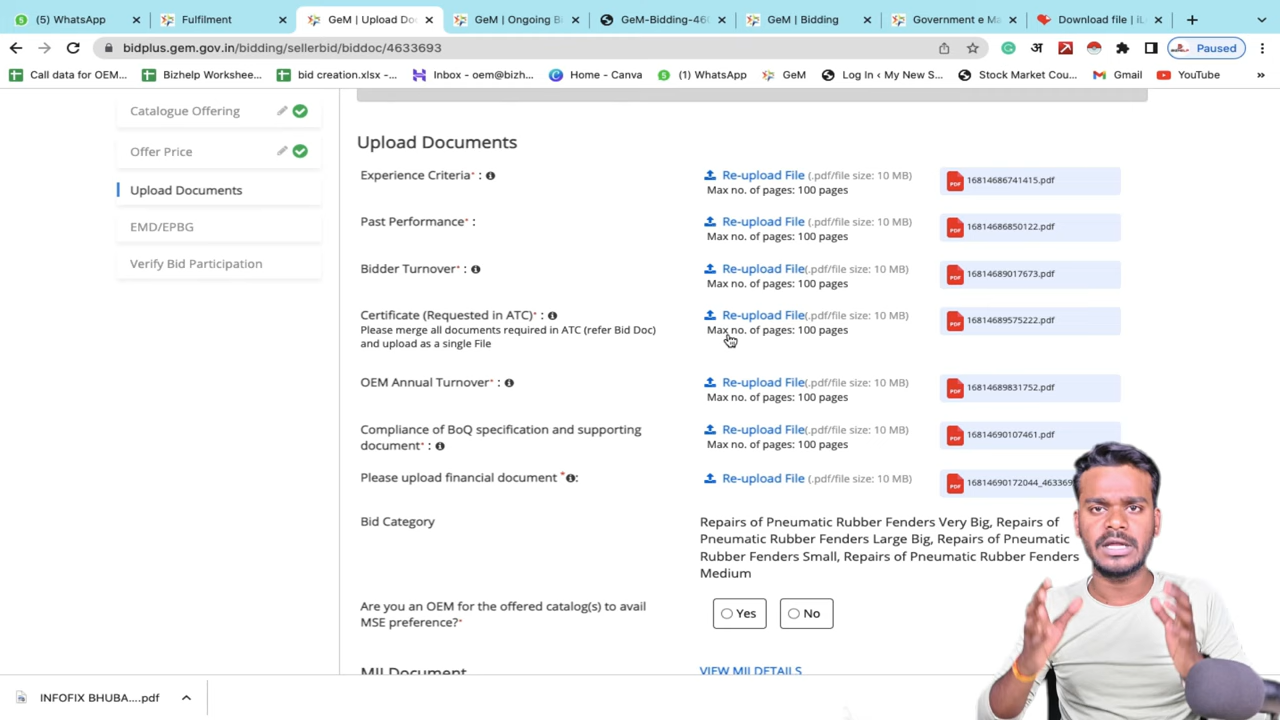 (1) WhatsApp
Fulfilment
GeM | Upload Doc
GeM | Ongoing Bi
GeM-Bidding-460
GeM | Bidding
Government e Ma
Download file | iLo
bidplus.gem.gov.in/bidding/sellerbid/biddoc/4633693
अ
Paused
Call data for OEM...
Bizhelp Workshee...
bid creation.xlsx -...
Inbox - oem@bizh...
Home - Canva
(1) WhatsApp
GeM
Log In ‹ My New S...
Stock Market Cou...
Gmail
YouTube
»
Catalogue Offering
Offer Price
Upload Documents
EMD/EPBG
Verify Bid Participation
Upload Documents
Experience Criteria* : Re-upload File (.pdf/file size: 10 MB) 16814686741415.pdf
Max no. of pages: 100 pages
Past Performance* : Re-upload File (.pdf/file size: 10 MB) 16814686850122.pdf
Max no. of pages: 100 pages
Bidder Turnover* : Re-upload File(.pdf/file size: 10 MB) 16814689017673.pdf
Max no. of pages: 100 pages
Certificate (Requested in ATC)* : Re-upload File(.pdf/file size: 10 MB) 16814689575222.pdf
Please merge all documents required in ATC (refer Bid Doc) Max no. of pages: 100 pages
and upload as a single File
OEM Annual Turnover* : Re-upload File(.pdf/file size: 10 MB) 16814689831752.pdf
Max no. of pages: 100 pages
Compliance of BoQ specification and supporting Re-upload File(.pdf/file size: 10 MB) 16814690107461.pdf
document* : Max no. of pages: 100 pages
Please upload financial document *: Re-upload File (.pdf/file size: 10 MB) 16814690172044_463369
Bid Category Repairs of Pneumatic Rubber Fenders Very Big, Repairs of
Pneumatic Rubber Fenders Large Big, Repairs of Pneumatic
Rubber Fenders Small, Repairs of Pneumatic Rubber Fenders
Medium
Are you an OEM for the offered catalog(s) to avail Yes No
MSE preference?*
MII Document VIEW MII DETAILS
INFOFIX BHUBA....pdf